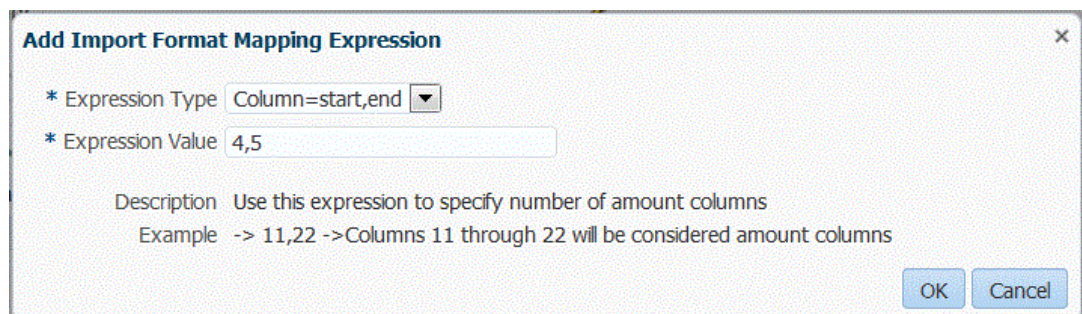 Add Import Format Mapping Expression ×
* Expression Type Column=start,end
* Expression Value 4,5
Description Use this expression to specify number of amount columns
Example -> 11,22 ->Columns 11 through 22 will be considered amount columns
OK Cancel